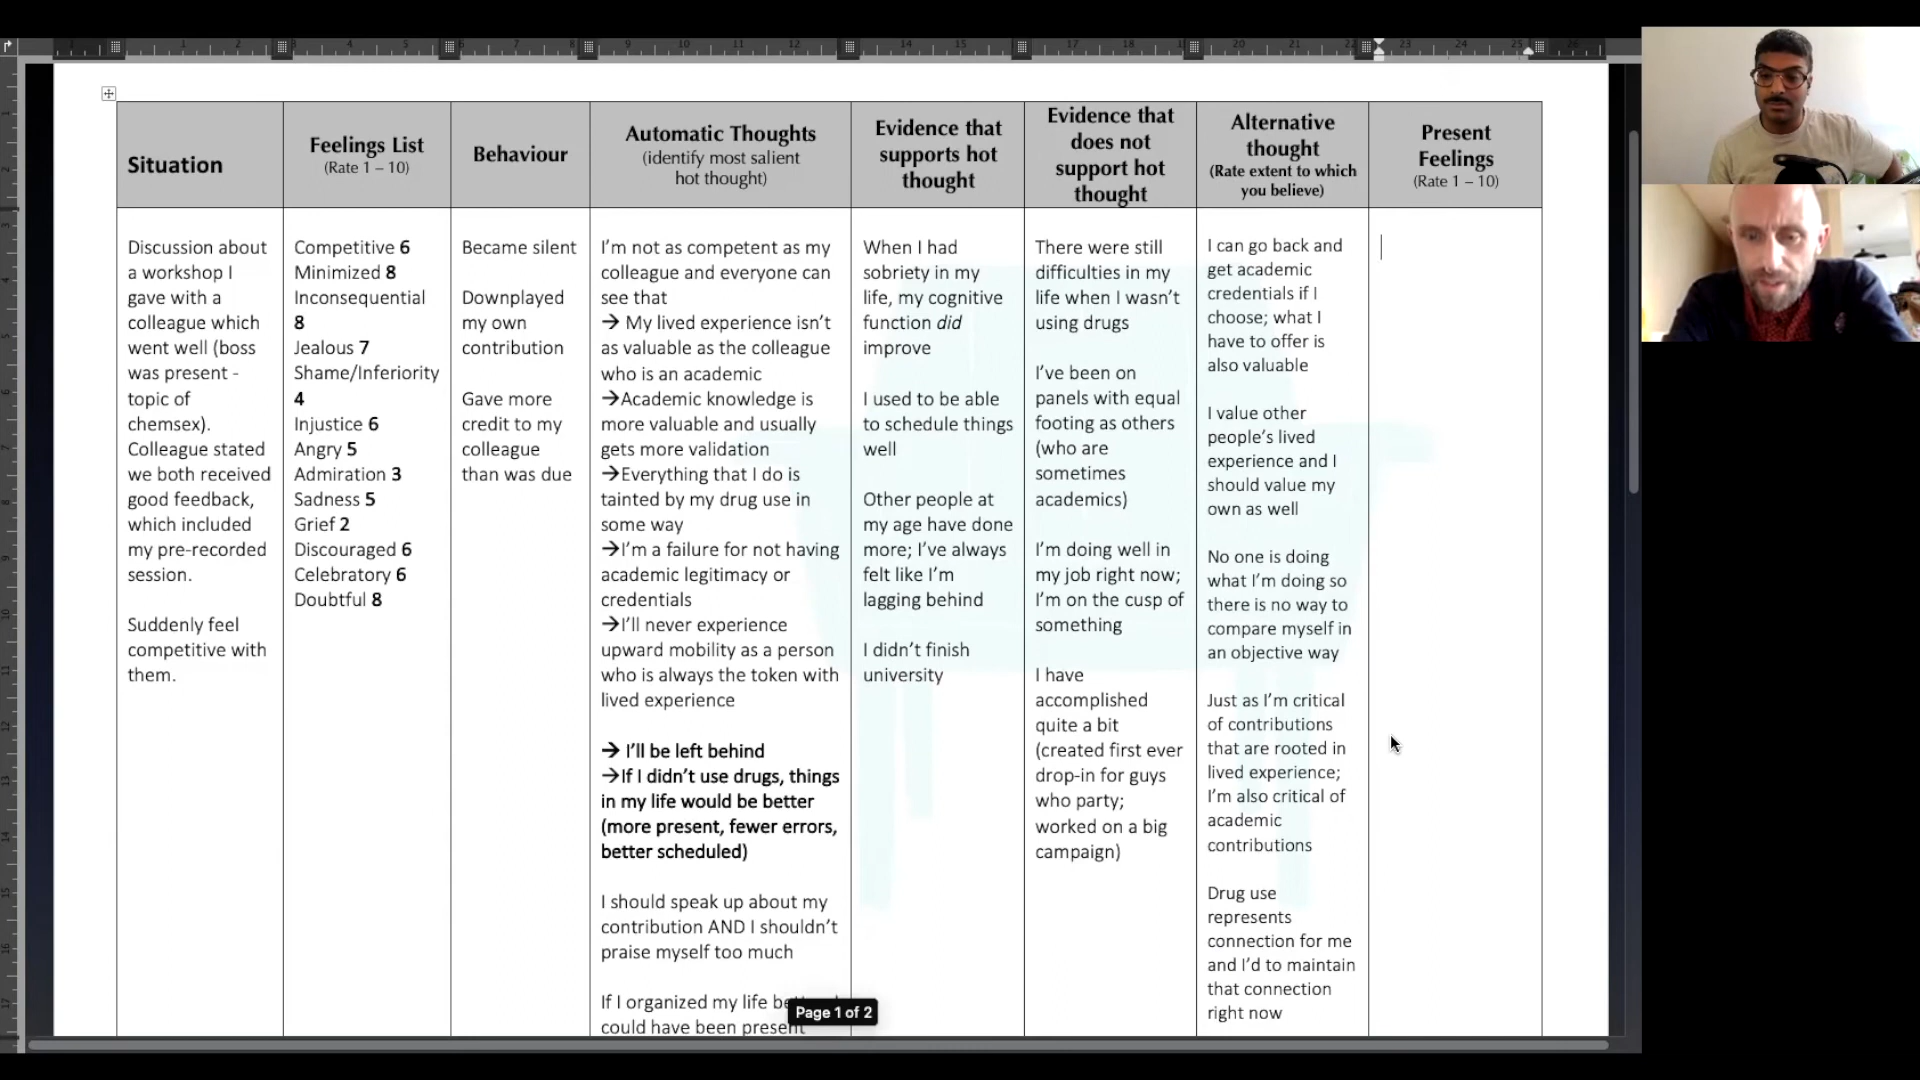 Situation
Feelings List
(Rate 1 – 10)
Behaviour
Automatic Thoughts
(identify most salient
hot thought)
Evidence that
supports hot
thought
Evidence that
does not
support hot
thought
Alternative
thought
(Rate extent to which
you believe)
Present
Feelings
(Rate 1 – 10)
Discussion about
a workshop I
gave with a
colleague which
went well (boss
was present -
topic of
chemsex).
Colleague stated
we both received
good feedback,
which included
my pre-recorded
session.
Suddenly feel
competitive with
them.
Competitive 6
Minimized 8
Inconsequential
8
Jealous 7
Shame/Inferiority
4
Injustice 6
Angry 5
Admiration 3
Sadness 5
Grief 2
Discouraged 6
Celebratory 6
Doubtful 8
Became silent
Downplayed
my own
contribution
Gave more
credit to my
colleague
than was due
I'm not as competent as my
colleague and everyone can
see that
→ My lived experience isn't
as valuable as the colleague
who is an academic
→Academic knowledge is
more valuable and usually
gets more validation
→Everything that I do is
tainted by my drug use in
some way
→I'm a failure for not having
academic legitimacy or
credentials
→I'll never experience
upward mobility as a person
who is always the token with
lived experience
→ I'll be left behind
→If I didn't use drugs, things
in my life would be better
(more present, fewer errors,
better scheduled)
I should speak up about my
contribution AND I shouldn't
praise myself too much
If I organized my life
could have been present
When I had
sobriety in my
life, my cognitive
function did
improve
I used to be able
to schedule things
well
Other people at
my age have done
more; I've always
felt like I'm
lagging behind
I didn't finish
university
There were still
difficulties in my
life when I wasn't
using drugs
I've been on
panels with equal
footing as others
(who are
sometimes
academics)
I'm doing well in
my job right now;
I'm on the cusp of
something
I have
accomplished
quite a bit
(created first ever
drop-in for guys
who party;
worked on a big
campaign)
I can go back and
get academic
credentials if I
choose; what I
have to offer is
also valuable
I value other
people's lived
experience and I
should value my
own as well
No one is doing
what I'm doing so
there is no way to
compare myself in
an objective way
Just as I'm critical
of contributions
that are rooted in
lived experience;
I'm also critical of
academic
contributions
Drug use
represents
connection for me
and I'd to maintain
that connection
right now
Page 1 of 2